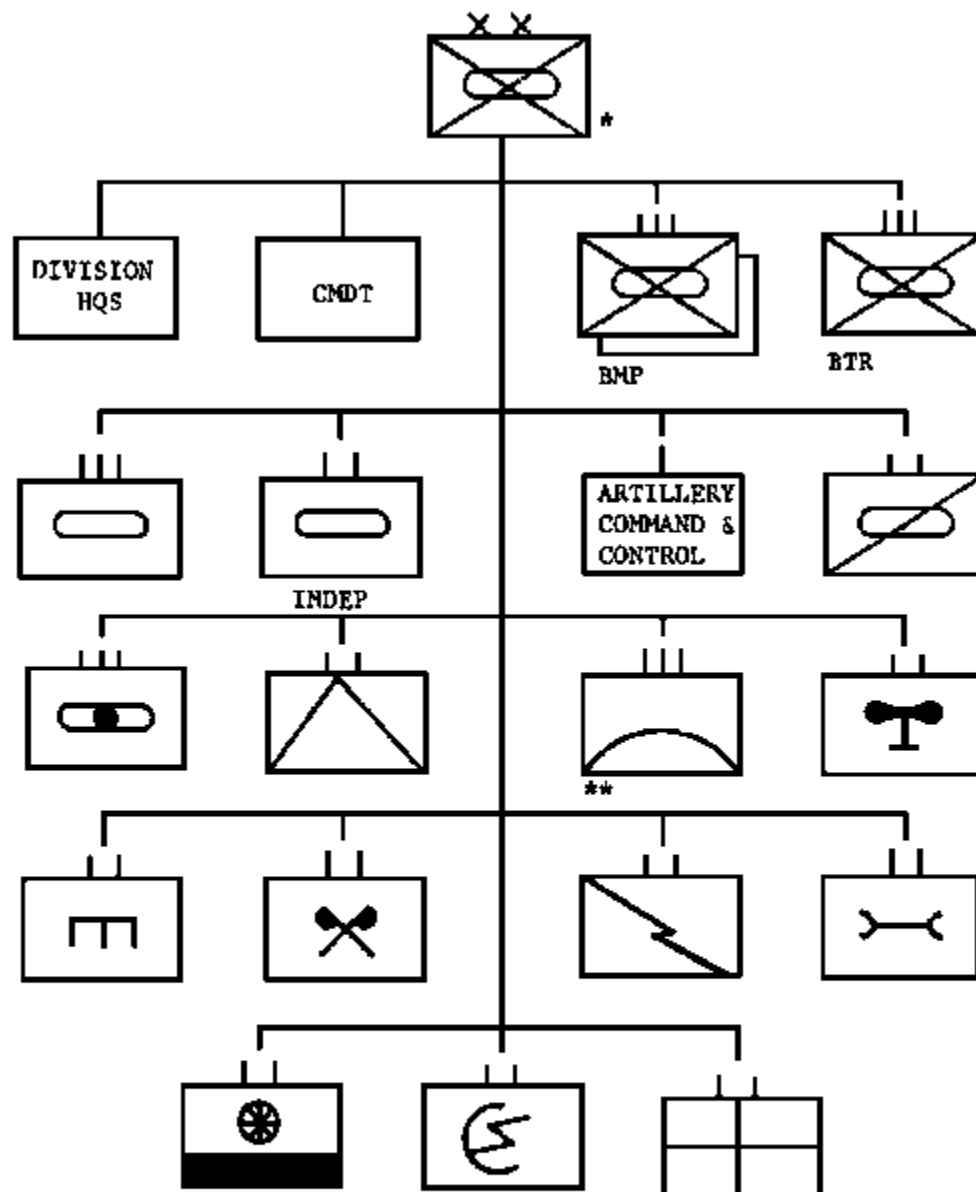 *
DIVISION
HQS
CMDT
BMP
BTR
ARTILLERY
COMMAND &
CONTROL
INDEP
**